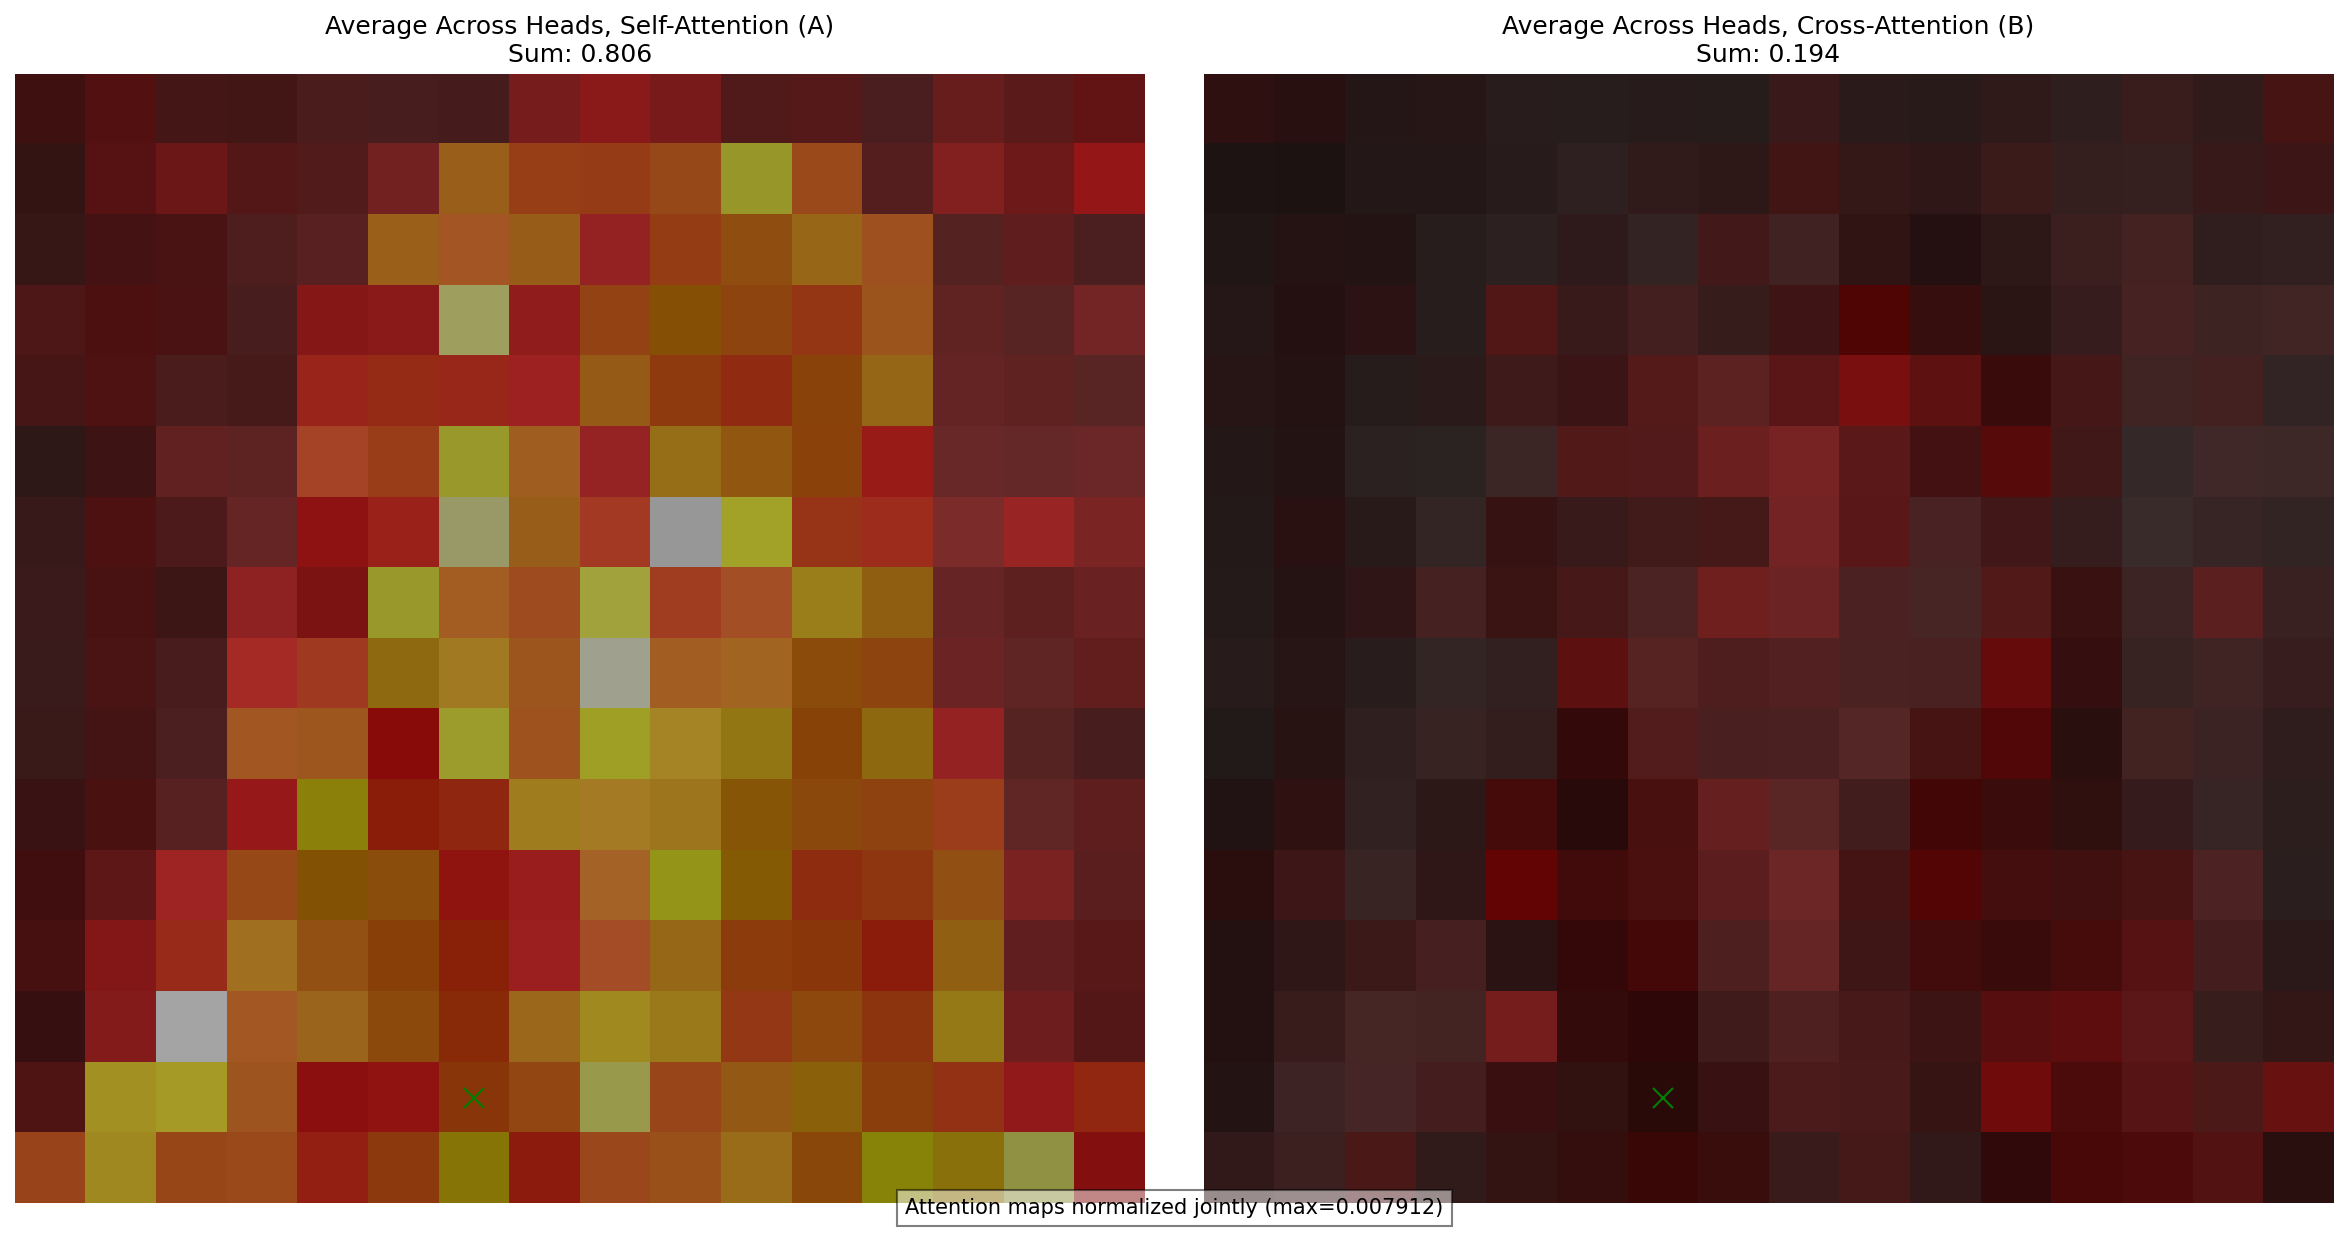 Average Across Heads, Self-Attention (A)
Sum: 0.806
Average Across Heads, Cross-Attention (B)
Sum: 0.194
Attention maps normalized jointly (max=0.007912)